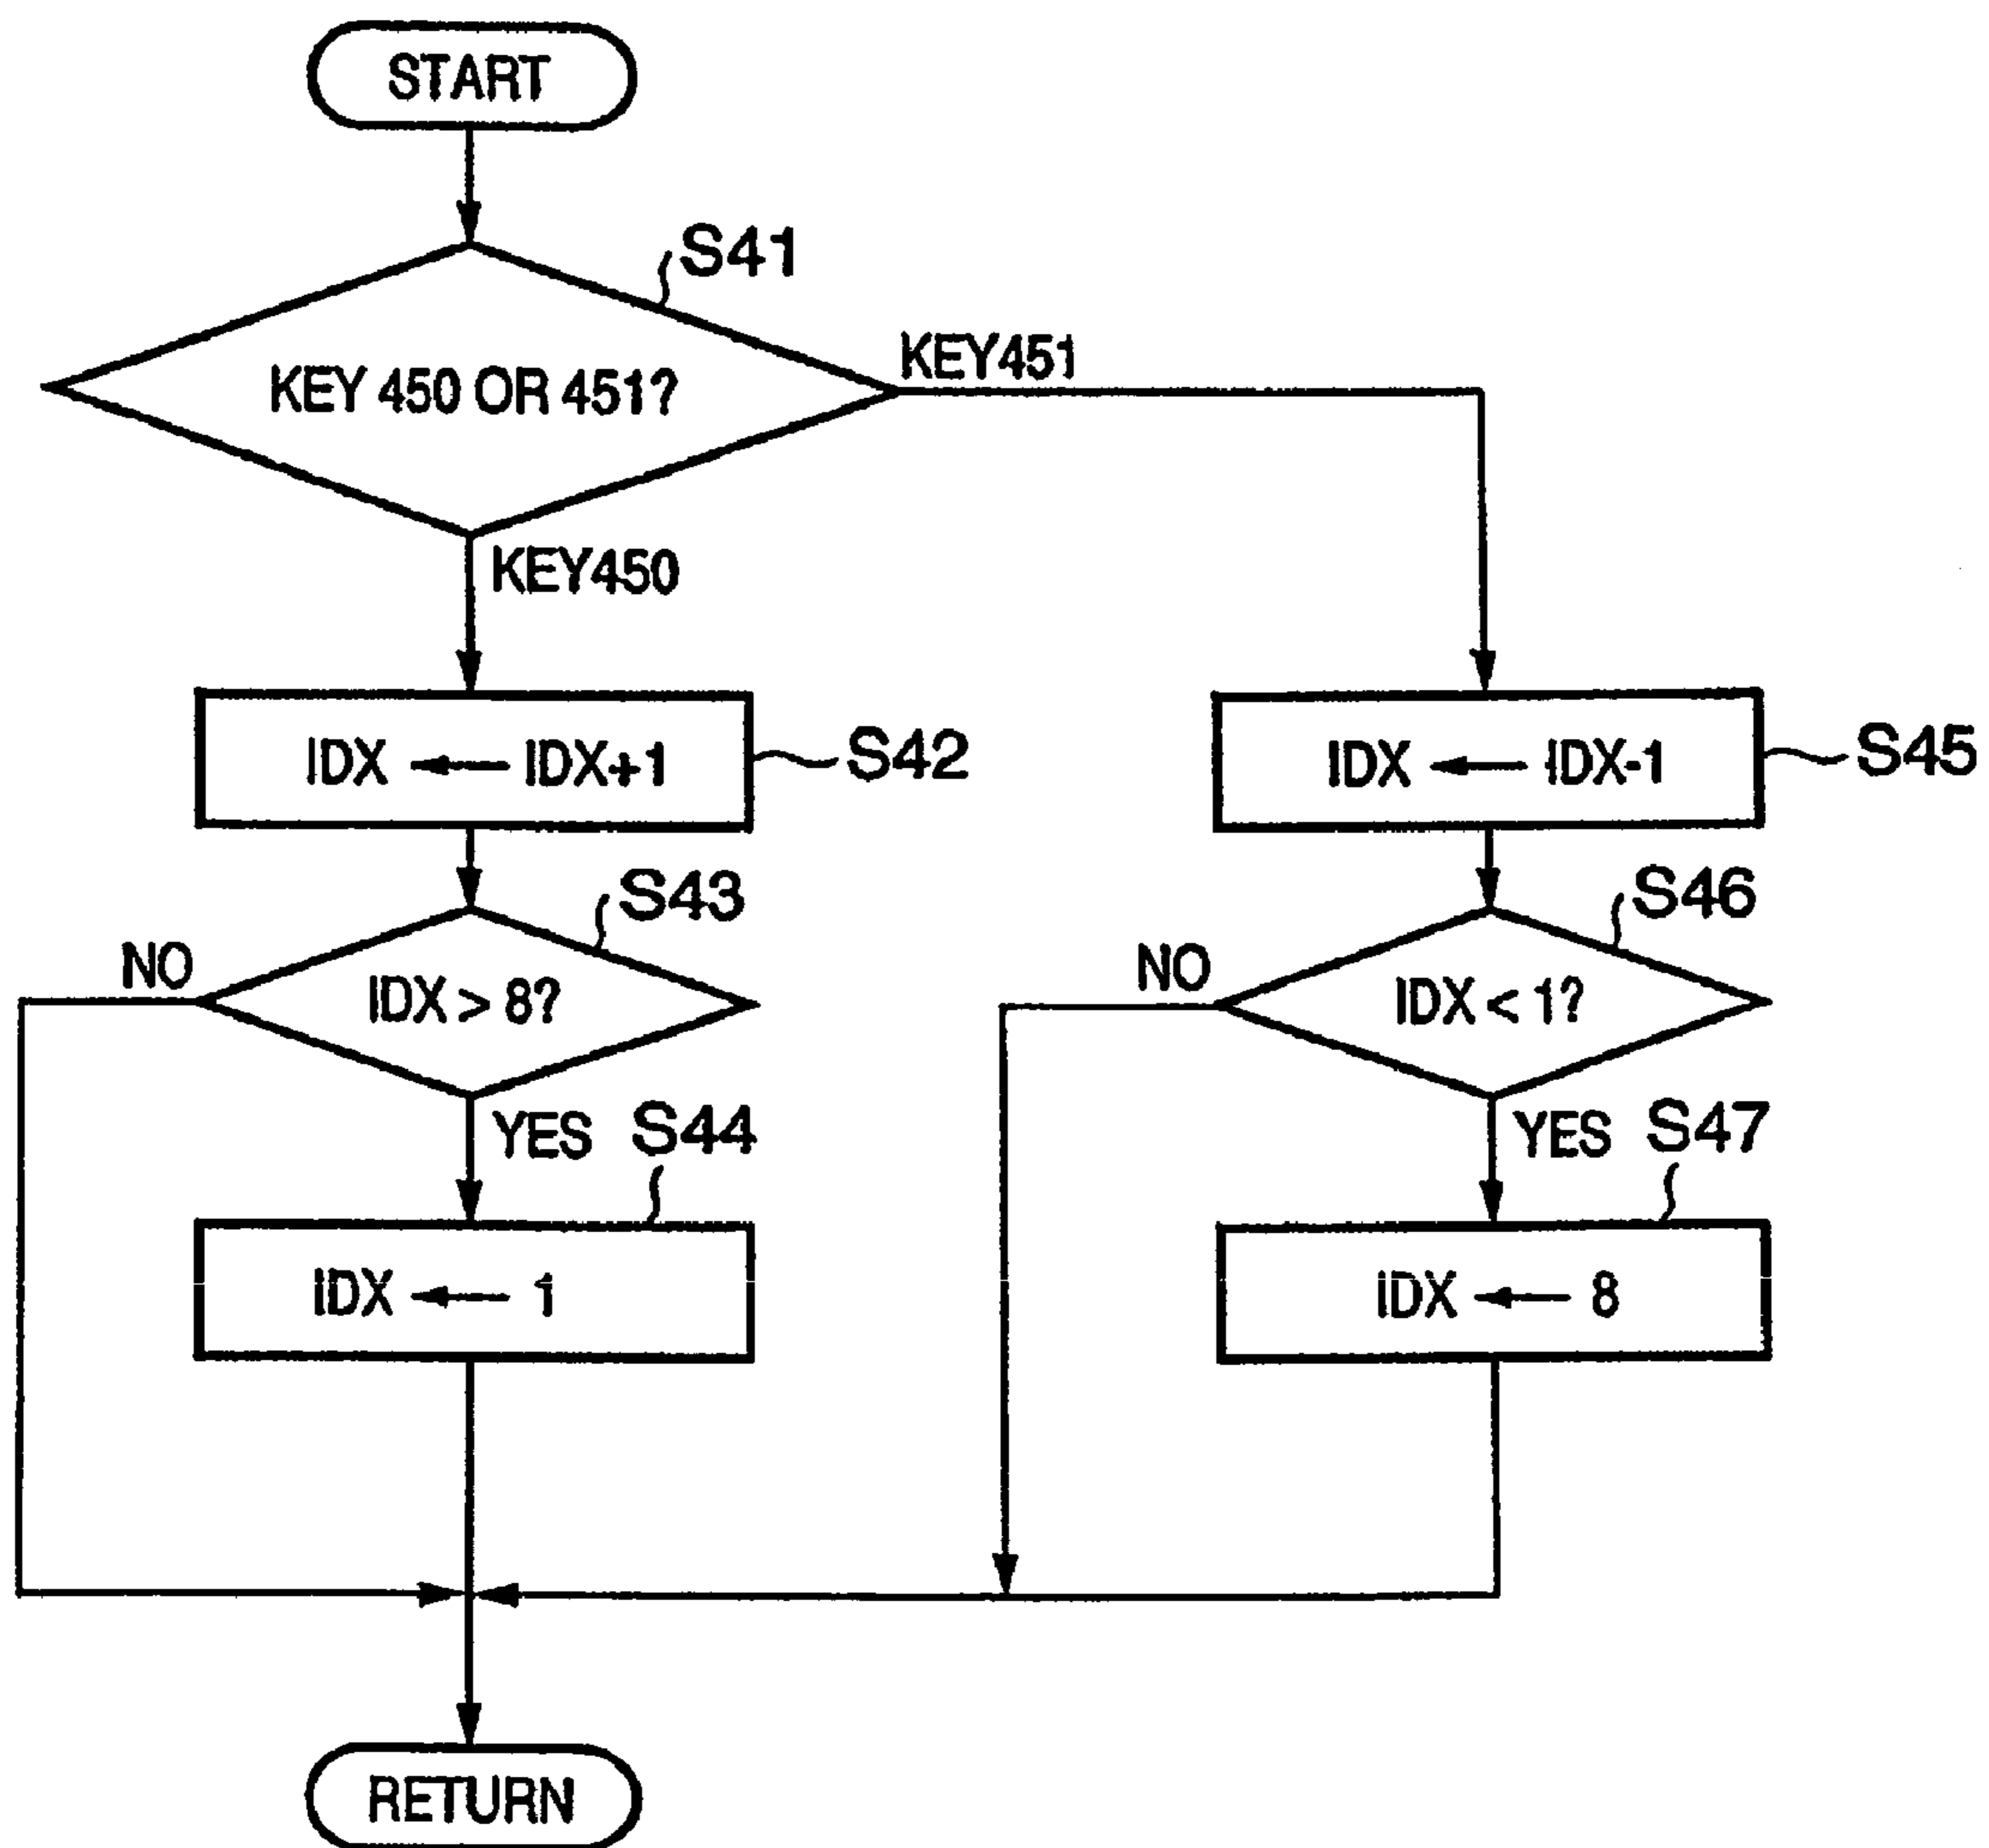 START
S41
KEY 450 OR 451?
KEY451
KEY450
IDX ← IDX+1
S42
IDX ← IDX-1
S45
S43
S46
NO
IDX > 8?
NO
IDX < 1?
YES
S44
YES
S47
IDX ← 1
IDX ← 8
RETURN